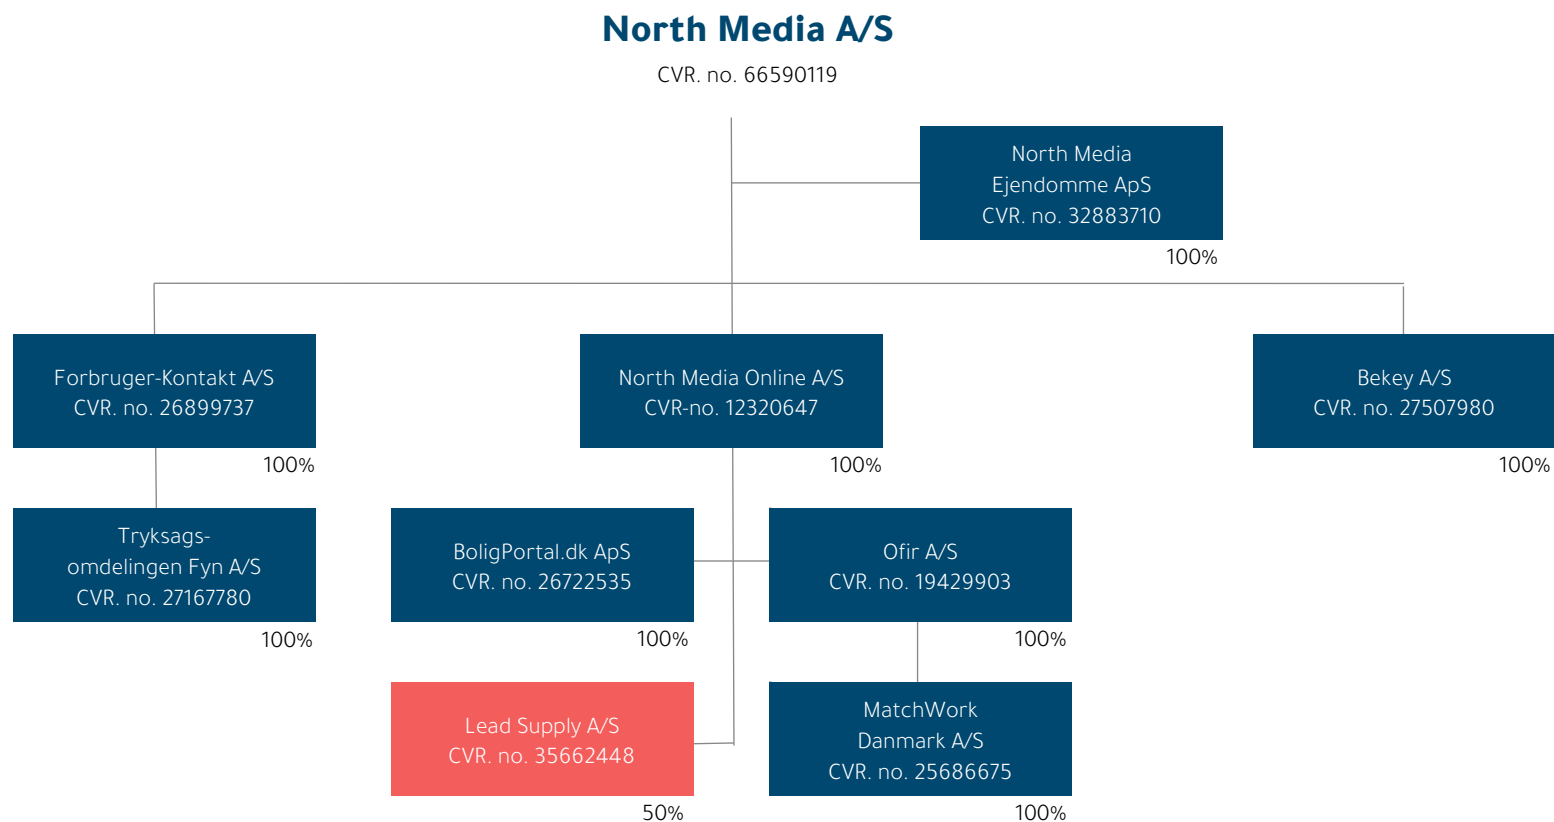 North Media A/S
CVR. no. 66590119
North Media
Ejendomme ApS
CVR. no. 32883710
100%
Forbruger-Kontakt A/S
CVR. no. 26899737
100%
North Media Online A/S
CVR-no. 12320647
100%
Bekey A/S
CVR. no. 27507980
100%
Tryksags-
omdelingen Fyn A/S
CVR. no. 27167780
100%
BoligPortal.dk ApS
CVR. no. 26722535
100%
Ofir A/S
CVR. no. 19429903
100%
Lead Supply A/S
CVR. no. 35662448
50%
MatchWork
Danmark A/S
CVR. no. 25686675
100%